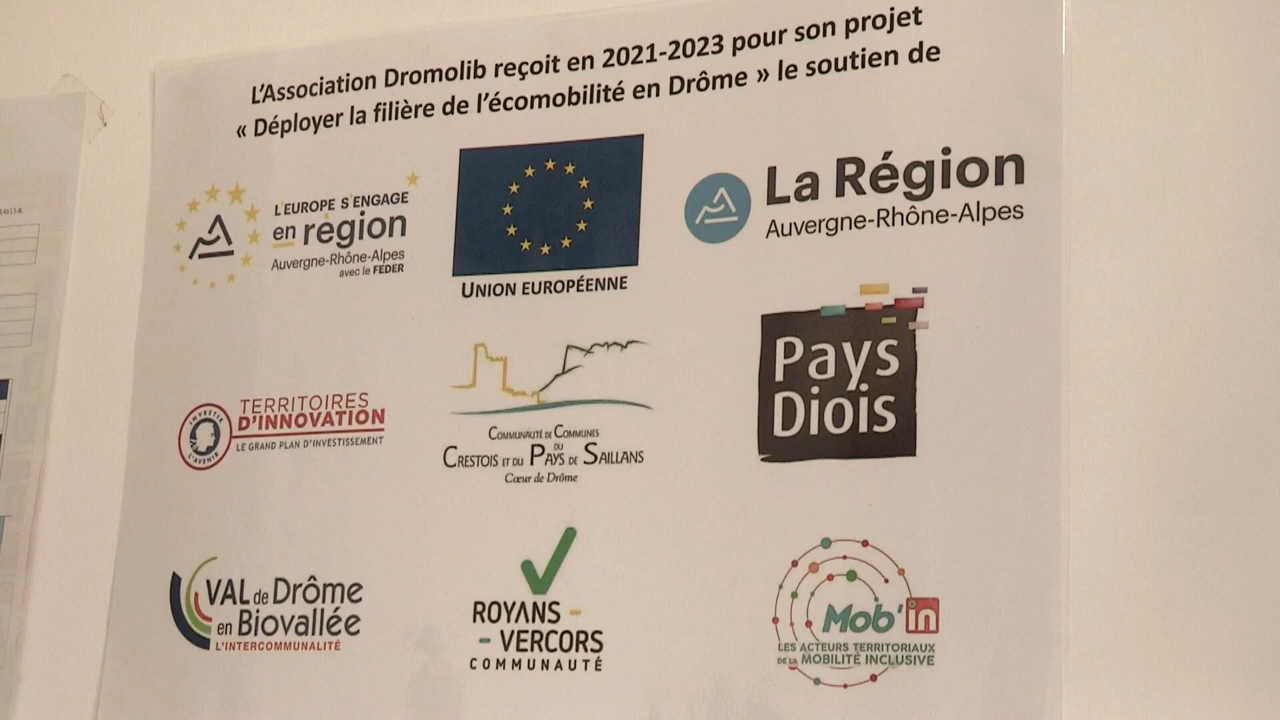 L'Association Dromolib reçoit en 2021-2023 pour son projet
« Déployer la filière de l'écomobilité en Drôme » le soutien de
L'EUROPE S'ENGAGE
en région
Auvergne-Rhône-Alpes
avec le FEDER
UNION EUROPÉENNE
La Région
Auvergne-Rhône-Alpes
TERRITOIRES
D'INNOVATION
LE GRAND PLAN D'INVESTISSEMENT
INVESTIR
L'AVENIR
COMMUNAUTÉ DE COMMUNES
DU
CRESTOIS ET DU PAYS DE SAILLANS
Cœur de Drôme
Pays
Diois
VAL de Drôme
en Biovallée
L'INTERCOMMUNALITÉ
ROYANS -
- VERCORS
COMMUNAUTÉ
Mob'in
LES ACTEURS TERRITORIAUX
DE LA MOBILITÉ INCLUSIVE